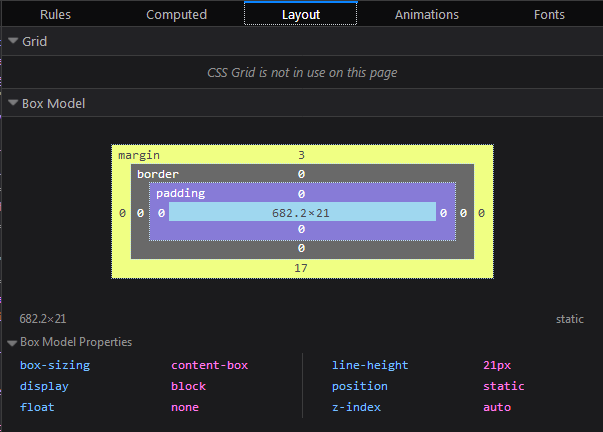 Rules Computed Layout Animations Fonts
Grid
CSS Grid is not in use on this page
Box Model
margin 3
border 0
padding 0
0 0 0 682.2×21 0 0 0
0
0
17
682.2×21 static
Box Model Properties
box-sizing content-box line-height 21px
display block position static
float none z-index auto